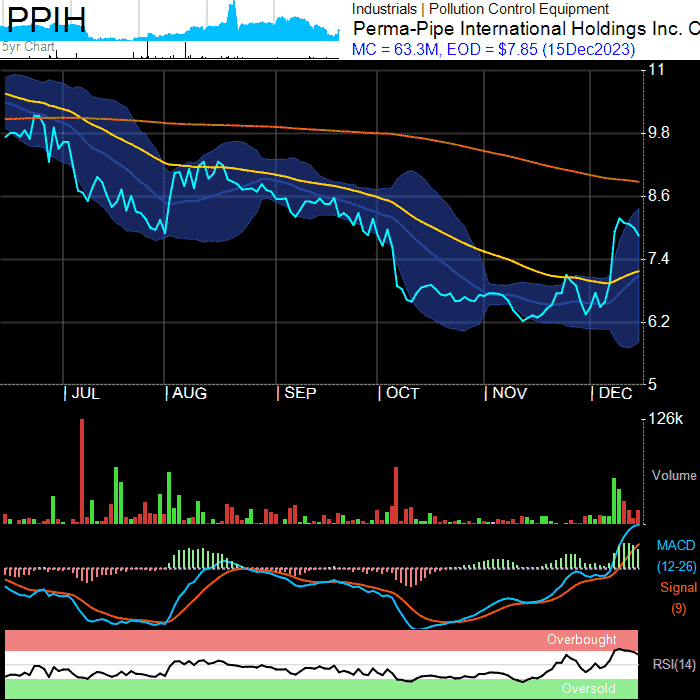 PPIH
5yr Chart
Industrials | Pollution Control Equipment
Perma-Pipe International Holdings Inc. C
MC = 63.3M, EOD = $7.85 (15Dec2023)
11
9.8
8.6
7.4
6.2
5
JUL AUG SEP OCT NOV DEC
126k
Volume
MACD
(12-26)
Signal
(9)
Overbought
RSI(14)
Oversold